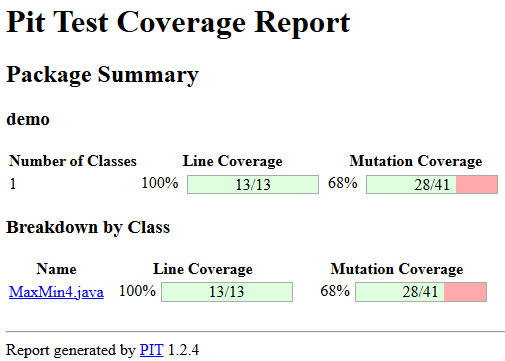 Pit Test Coverage Report
Package Summary
demo
Number of Classes Line Coverage Mutation Coverage
1 100% 13/13 68% 28/41
Breakdown by Class
Name Line Coverage Mutation Coverage
MaxMin4.java 100% 13/13 68% 28/41
Report generated by PIT 1.2.4